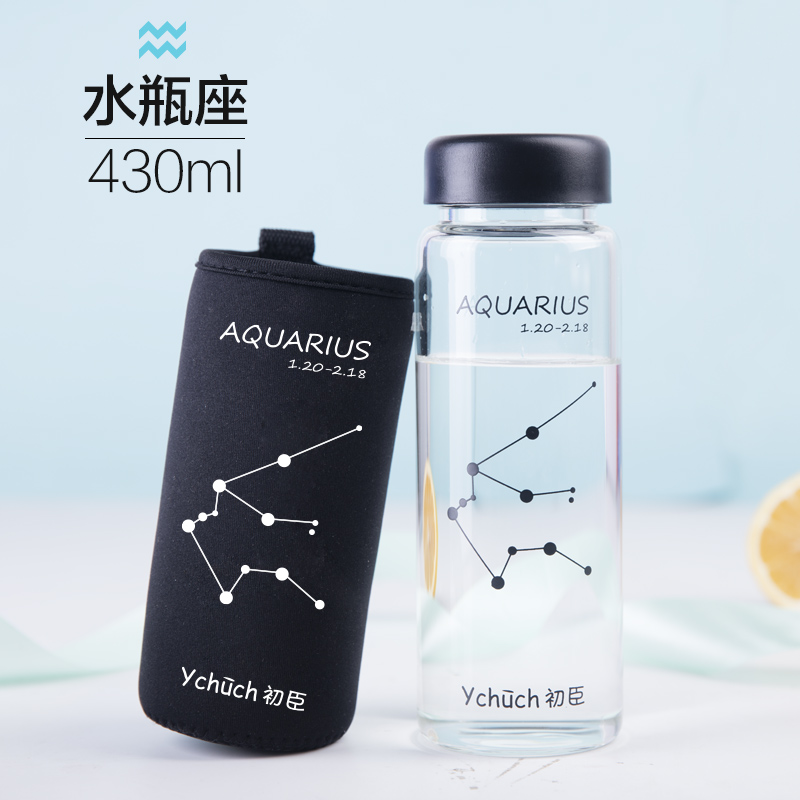 水瓶座
430ml
AQUARIUS
1.20-2.18
Ychūch 初臣
AQUARIUS
1.20-2.18
Ychūch 初臣